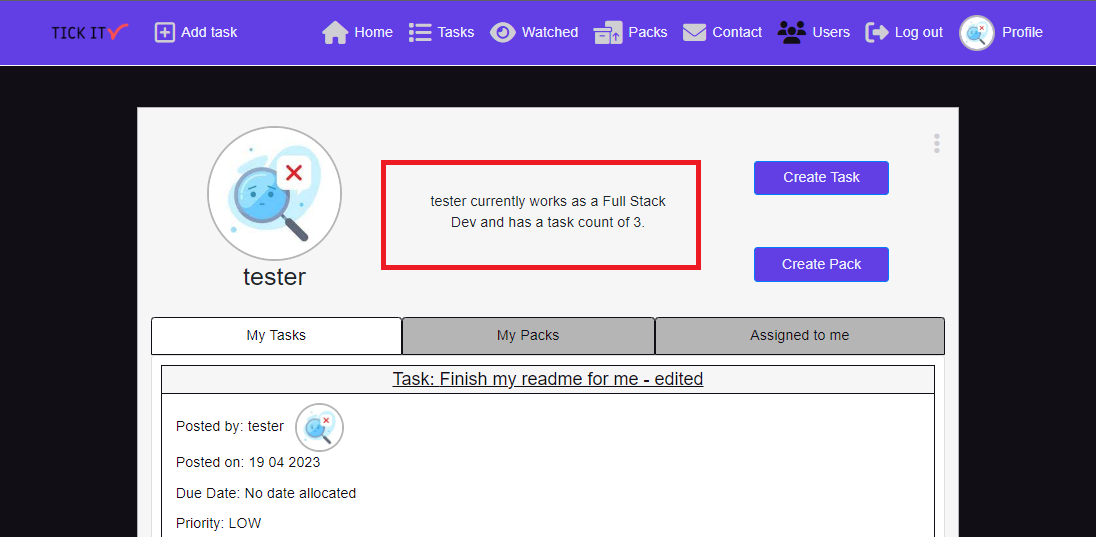 TICK IT
Add task
Home
Tasks
Watched
Packs
Contact
Users
Log out
Profile
tester
tester currently works as a Full Stack
Dev and has a task count of 3.
Create Task
Create Pack
My Tasks
My Packs
Assigned to me
Task: Finish my readme for me - edited
Posted by: tester
Posted on: 19 04 2023
Due Date: No date allocated
Priority: LOW